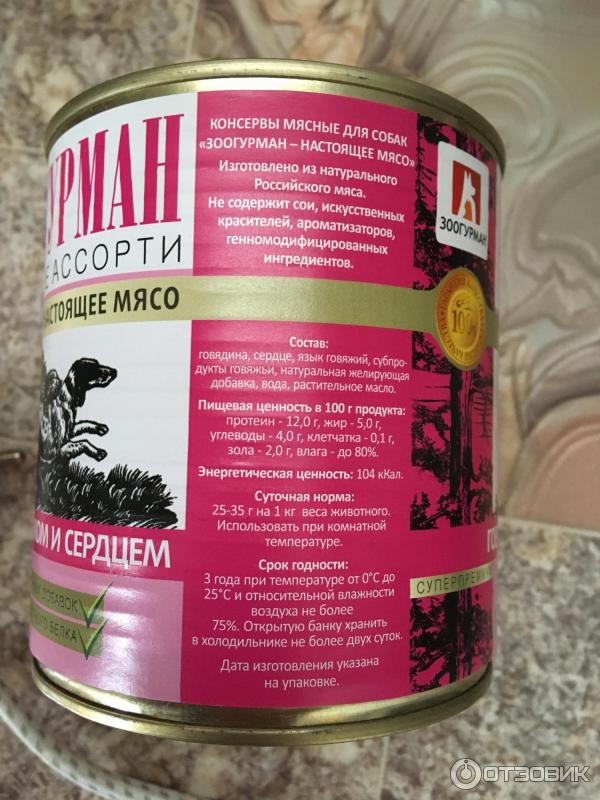 УРМАН
АССОРТИ
НАСТОЯЩЕЕ МЯСО
ОМ И СЕРДЦЕМ
ДОБАВОК
БЕЛКА
КОНСЕРВЫ МЯСНЫЕ ДЛЯ СОБАК
«ЗООГУРМАН – НАСТОЯЩЕЕ МЯСО»
Изготовлено из натурального
Российского мяса.
Не содержит сои, искусственных
красителей, ароматизаторов,
генномодифицированных
ингредиентов.
Состав:
говядина, сердце, язык говяжий, субпро-
дукты говяжьи, натуральная желирующая
добавка, вода, растительное масло.
Пищевая ценность в 100 г продукта:
протеин - 12,0 г, жир - 5,0 г,
углеводы - 4,0 г, клетчатка - 0,1 г,
зола - 2,0 г, влага - до 80%.
Энергетическая ценность: 104 кКал.
Суточная норма:
25-35 г на 1 кг веса животного.
Использовать при комнатной
температуре.
Срок годности:
3 года при температуре от 0°С до
25°С и относительной влажности
воздуха не более
75%. Открытую банку хранить
в холодильнике не более двух суток.
Дата изготовления указана
на упаковке.
ЗООГУРМАН
100%
ГО
СУПЕРПРЕМИ
ОТЗОВИК